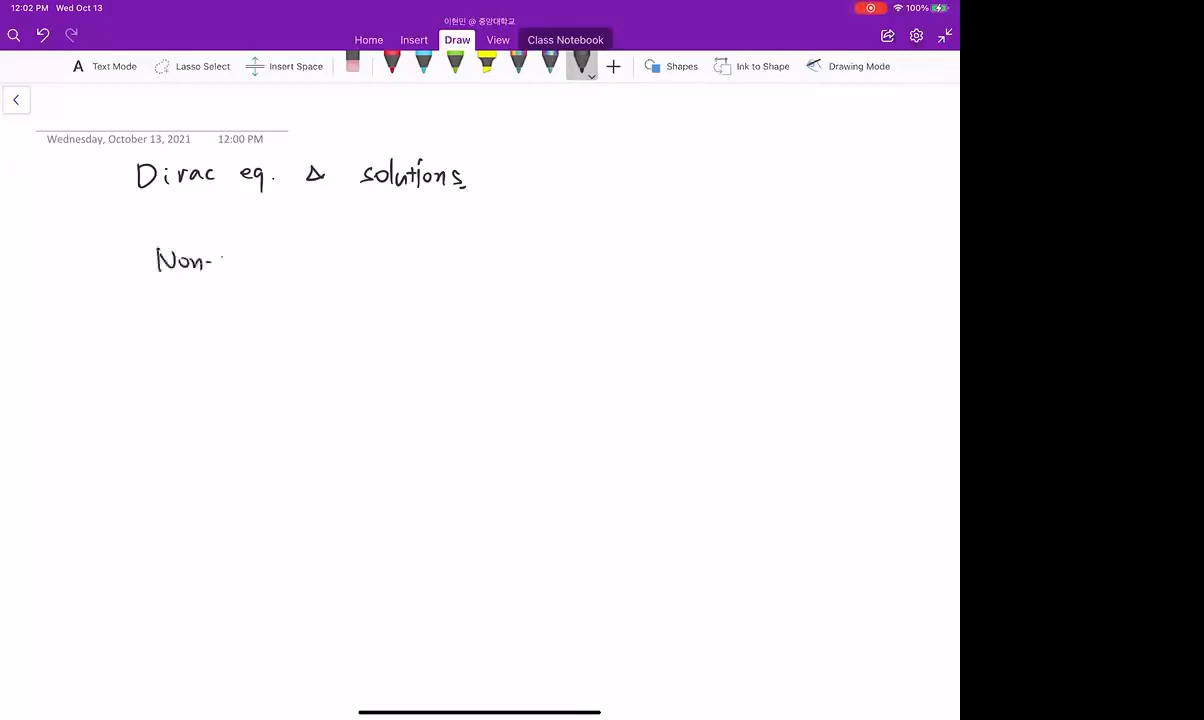 12:02 PM Wed Oct 13
100%
이현민 @ 중앙대학교
Home Insert Draw View Class Notebook
A Text Mode Lasso Select Insert Space Shapes Ink to Shape Drawing Mode
Wednesday, October 13, 2021 12:00 PM
Dirac eq. & solutions
Non-